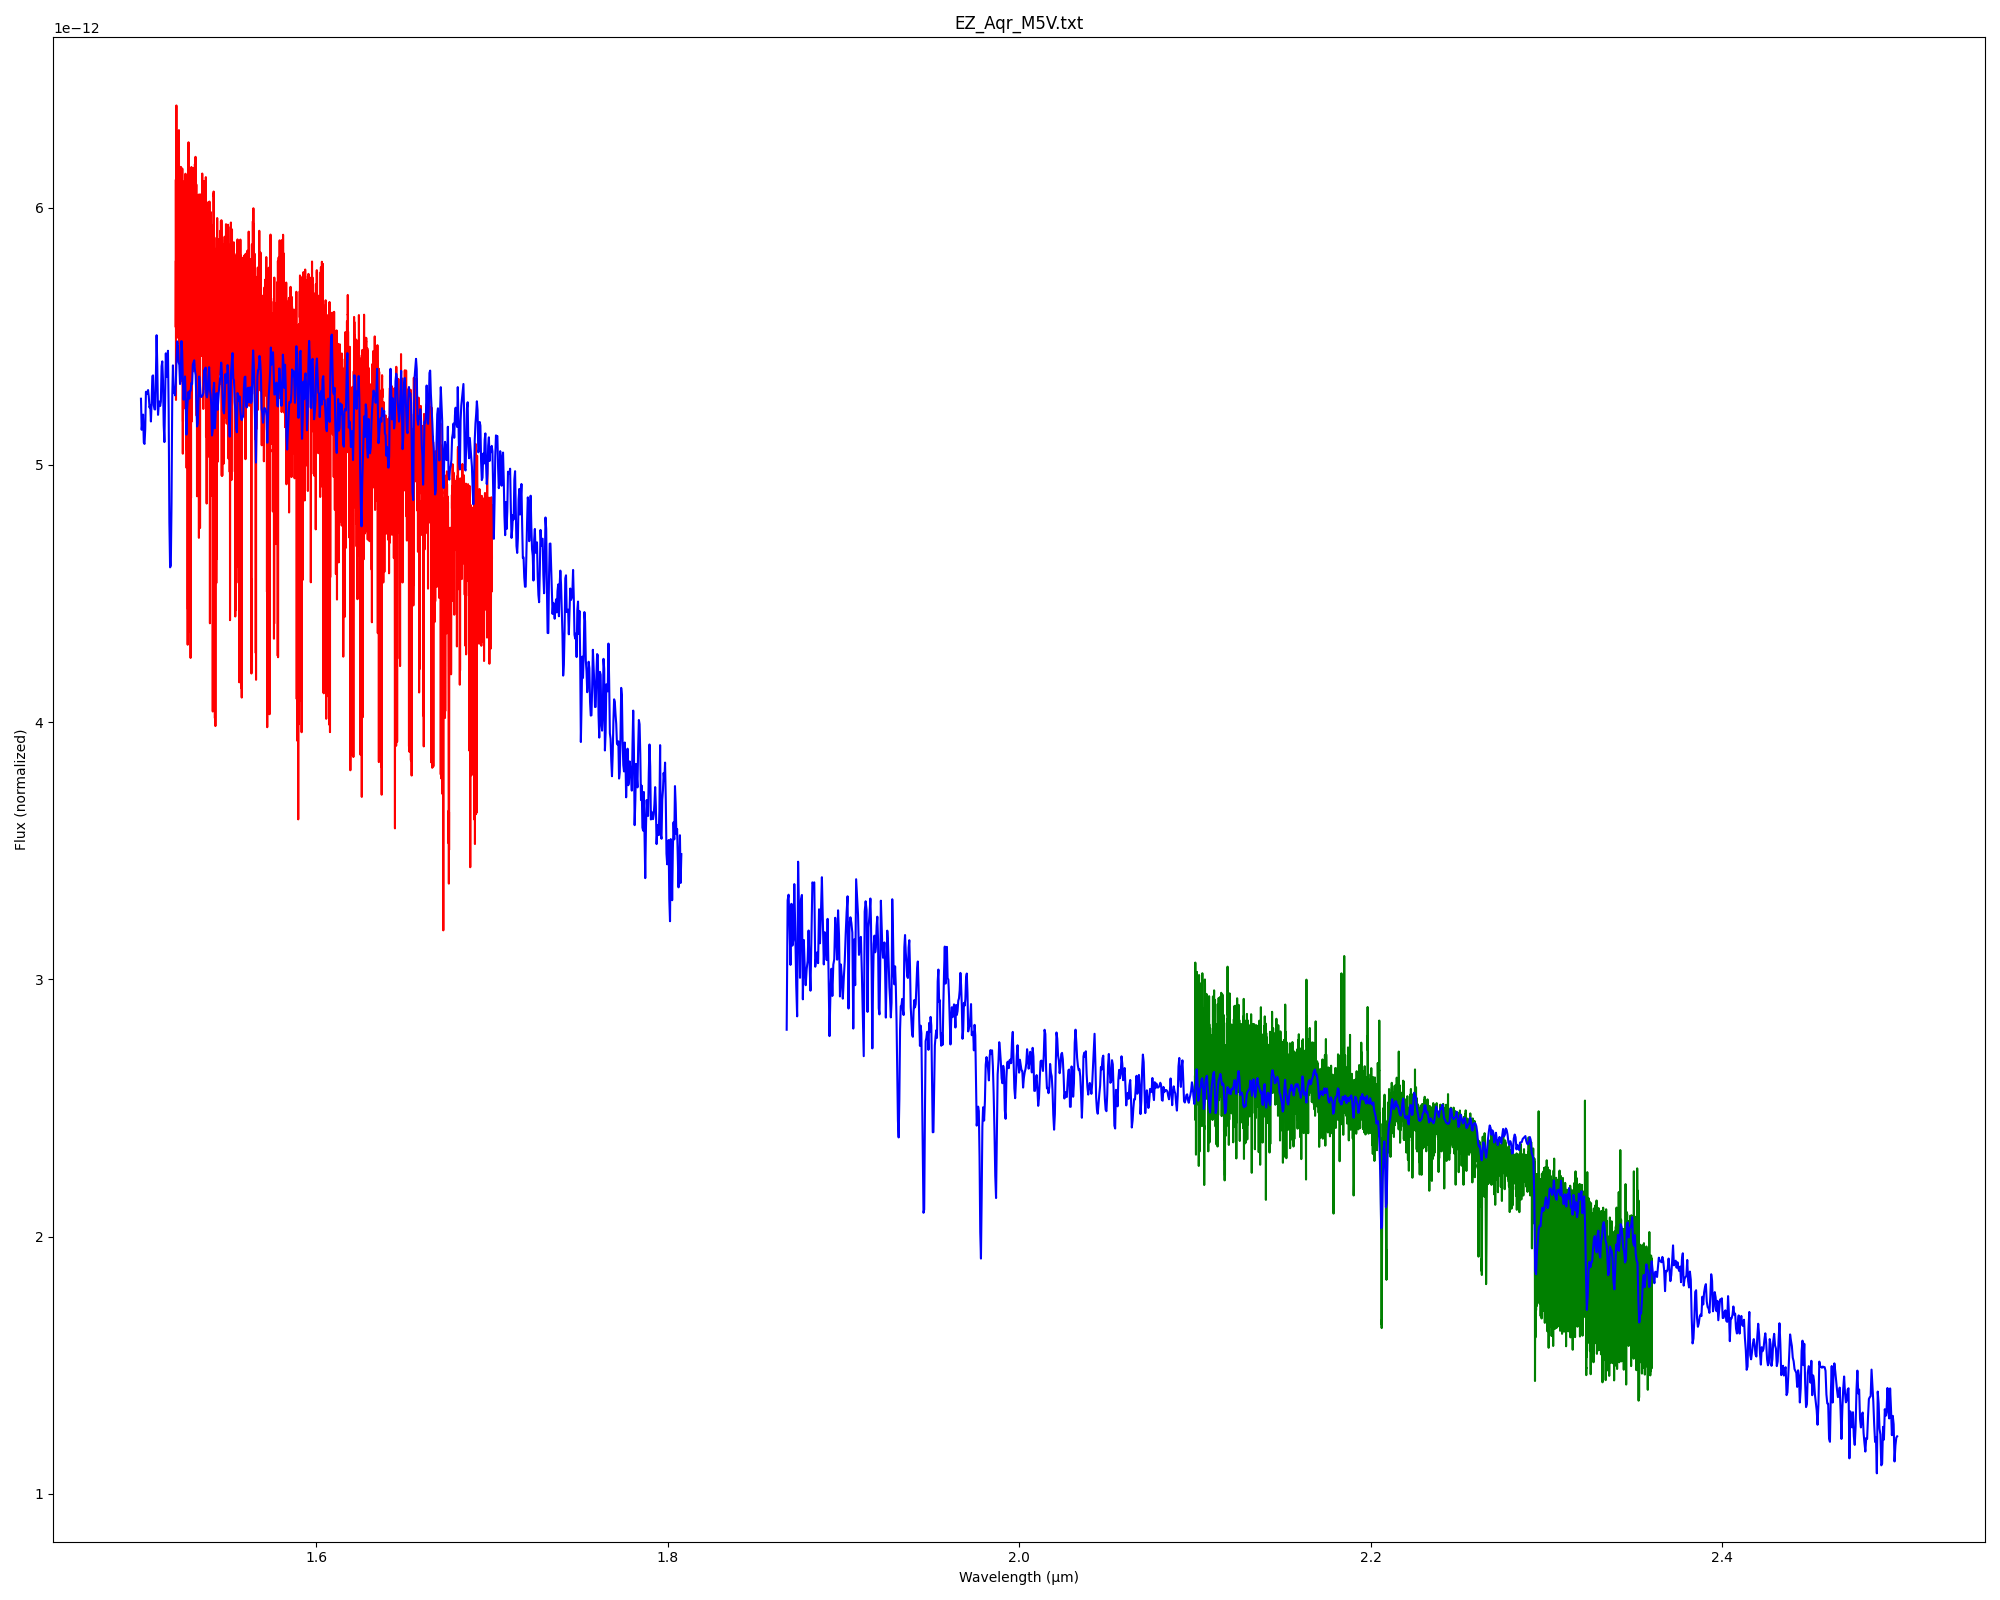 EZ_Aqr_M5V.txt
1e−12
6
5
4
3
2
1
Flux (normalized)
1.6 1.8 2.0 2.2 2.4
Wavelength (μm)